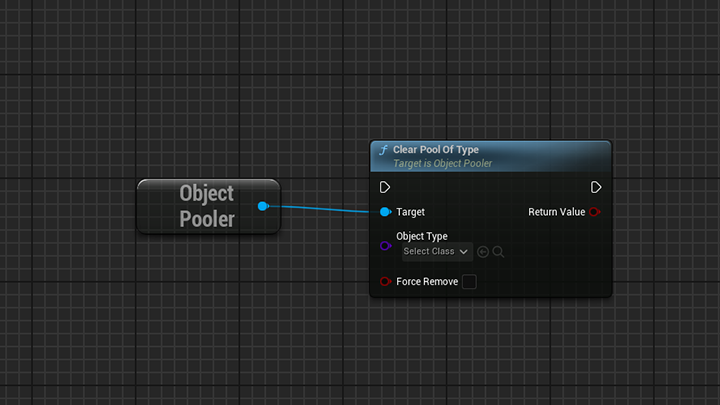 Object
Pooler
Clear Pool Of Type
Target is Object Pooler
Target
Return Value
Object Type
Select Class
Force Remove